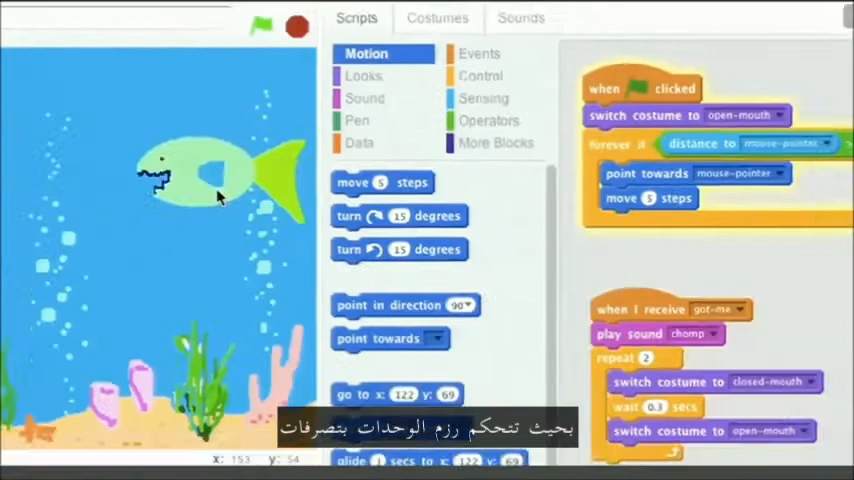 Scripts Costumes Sounds
Motion
Looks
Sound
Pen
Data
Events
Control
Sensing
Operators
More Blocks
move 5 steps
turn 15 degrees
turn 15 degrees
point in direction 90
point towards
go to x: 122 y: 69
glide 1 secs to x: 122 y: 69
when clicked
switch costume to open-mouth
forever if distance to mouse-pointer >
point towards mouse-pointer
move 5 steps
when I receive got-me
play sound chomp
repeat 2
switch costume to closed-mouth
wait 0.3 secs
switch costume to open-mouth
x: 153 y: 54
بحيث تتحكم رزم الوحدات بتصرفات